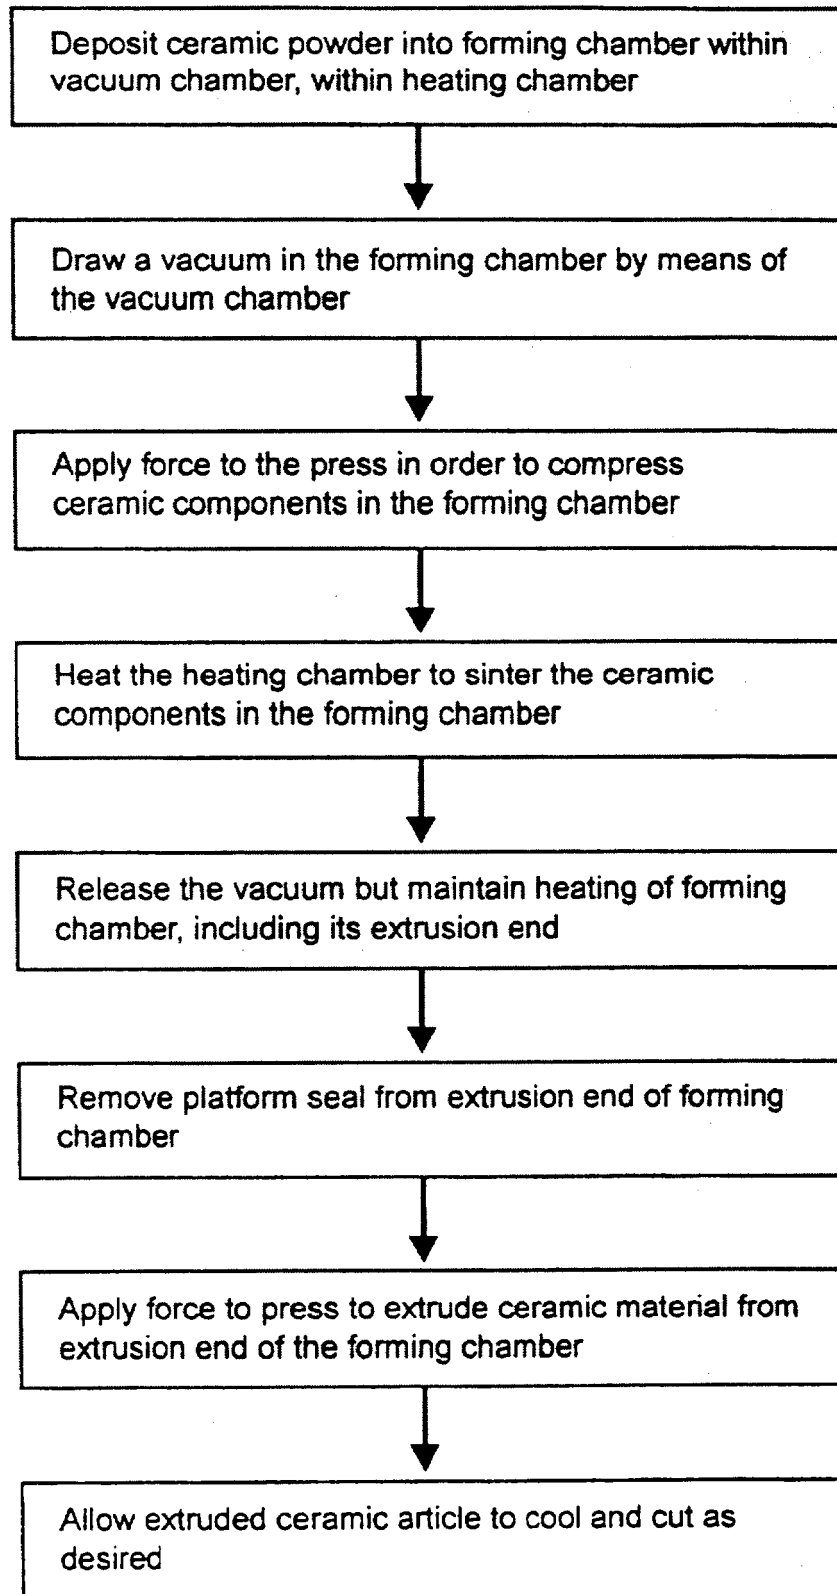 Deposit ceramic powder into forming chamber within
vacuum chamber, within heating chamber
Draw a vacuum in the forming chamber by means of
the vacuum chamber
Apply force to the press in order to compress
ceramic components in the forming chamber
Heat the heating chamber to sinter the ceramic
components in the forming chamber
Release the vacuum but maintain heating of forming
chamber, including its extrusion end
Remove platform seal from extrusion end of forming
chamber
Apply force to press to extrude ceramic material from
extrusion end of the forming chamber
Allow extruded ceramic article to cool and cut as
desired